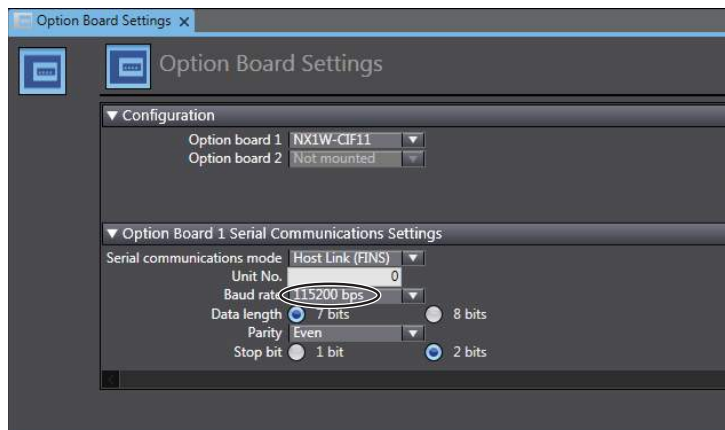 Option Board Settings X
Option Board Settings
▼ Configuration
Option board 1 NX1W-CIF11 ▼
Option board 2 Not mounted ▼
▼ Option Board 1 Serial Communications Settings
Serial communications mode Host Link (FINS) ▼
Unit No. 0
Baud rate 115200 bps ▼
Data length 7 bits 8 bits
Parity Even ▼
Stop bit 1 bit 2 bits